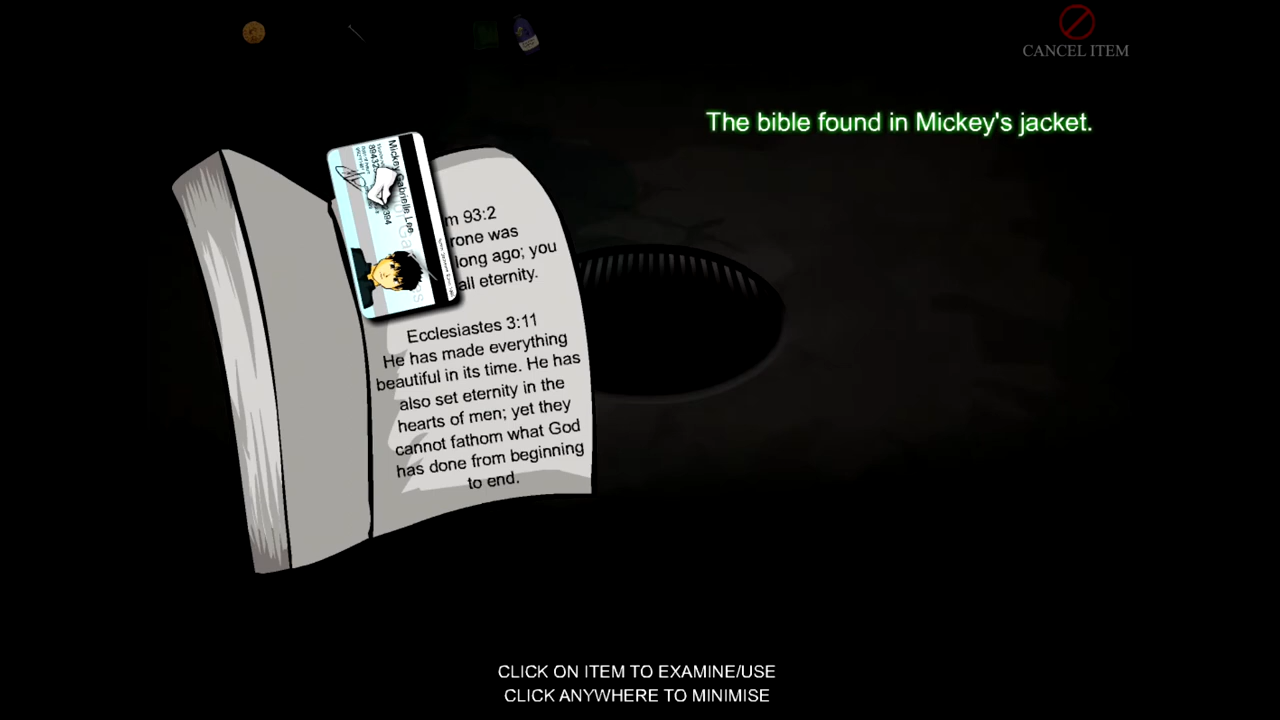 CANCEL ITEM
The bible found in Mickey's jacket.
Mickey Gabrielle Lee
m 93:2
rone was
long ago; you
all eternity.
Ecclesiastes 3:11
He has made everything
beautiful in its time. He has
also set eternity in the
hearts of men; yet they
cannot fathom what God
has done from beginning
to end.
CLICK ON ITEM TO EXAMINE/USE
CLICK ANYWHERE TO MINIMISE